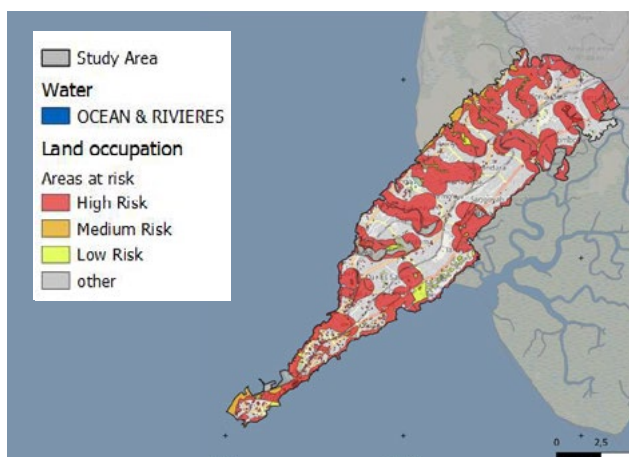 Study Area
Water
OCEAN & RIVIERES
Land occupation
Areas at risk
High Risk
Medium Risk
Low Risk
other
0 2,5